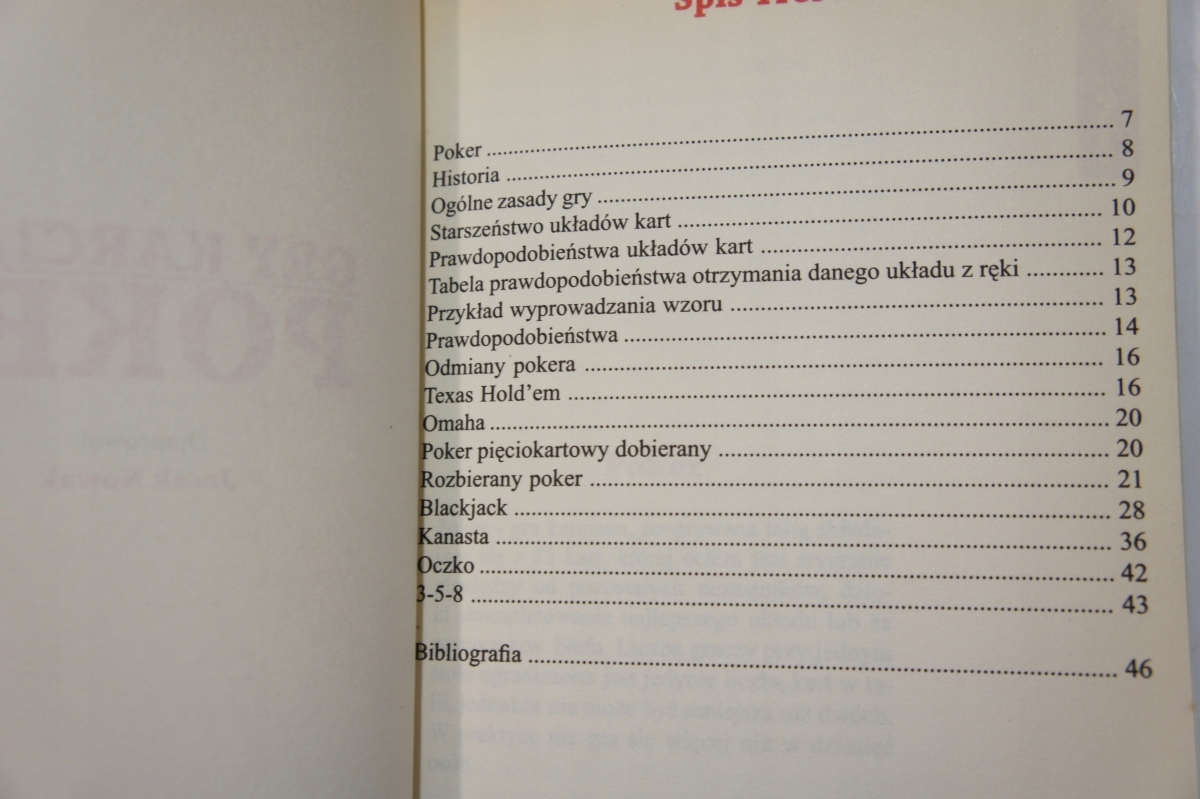 Spis Treś
Poker 7
Historia 8
Ogólne zasady gry 9
Starszeństwo układów kart 10
Prawdopodobieństwa układów kart 12
Tabela prawdopodobieństwa otrzymania danego układu z ręki 13
Przykład wyprowadzania wzoru 13
Prawdopodobieństwa 14
Odmiany pokera 16
Texas Hold’em 16
Omaha 20
Poker pięciokartowy dobierany 20
Rozbierany poker 21
Blackjack 28
Kanasta 36
Oczko 42
3-5-8 43
Bibliografia 46